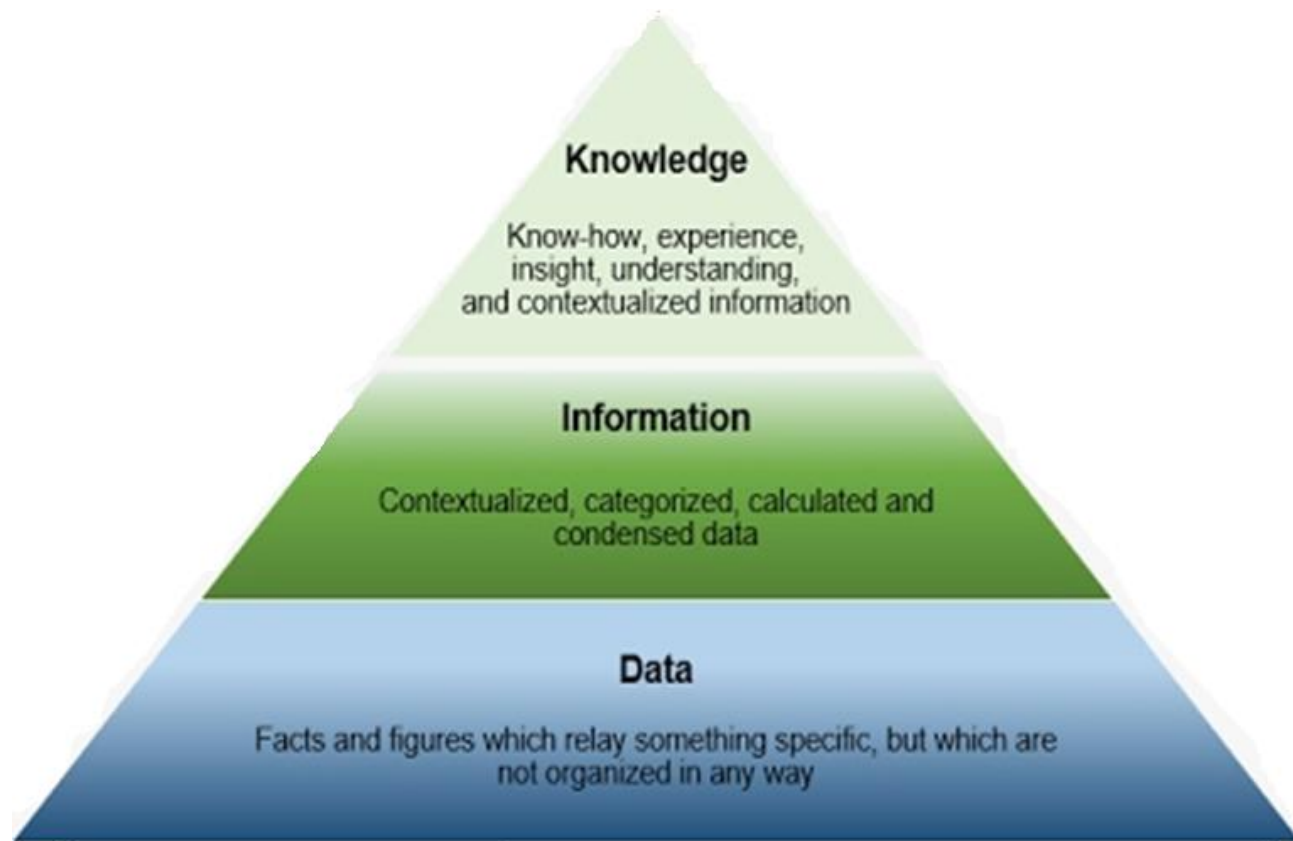 Knowledge
Know-how, experience,
insight, understanding,
and contextualized information
Information
Contextualized, categorized, calculated and
condensed data
Data
Facts and figures which relay something specific, but which are
not organized in any way